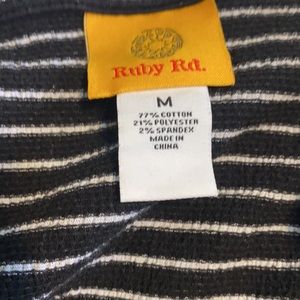 Ruby Rd.
M
77% COTTON
21% POLYESTER
2% SPANDEX
MADE IN
CHINA